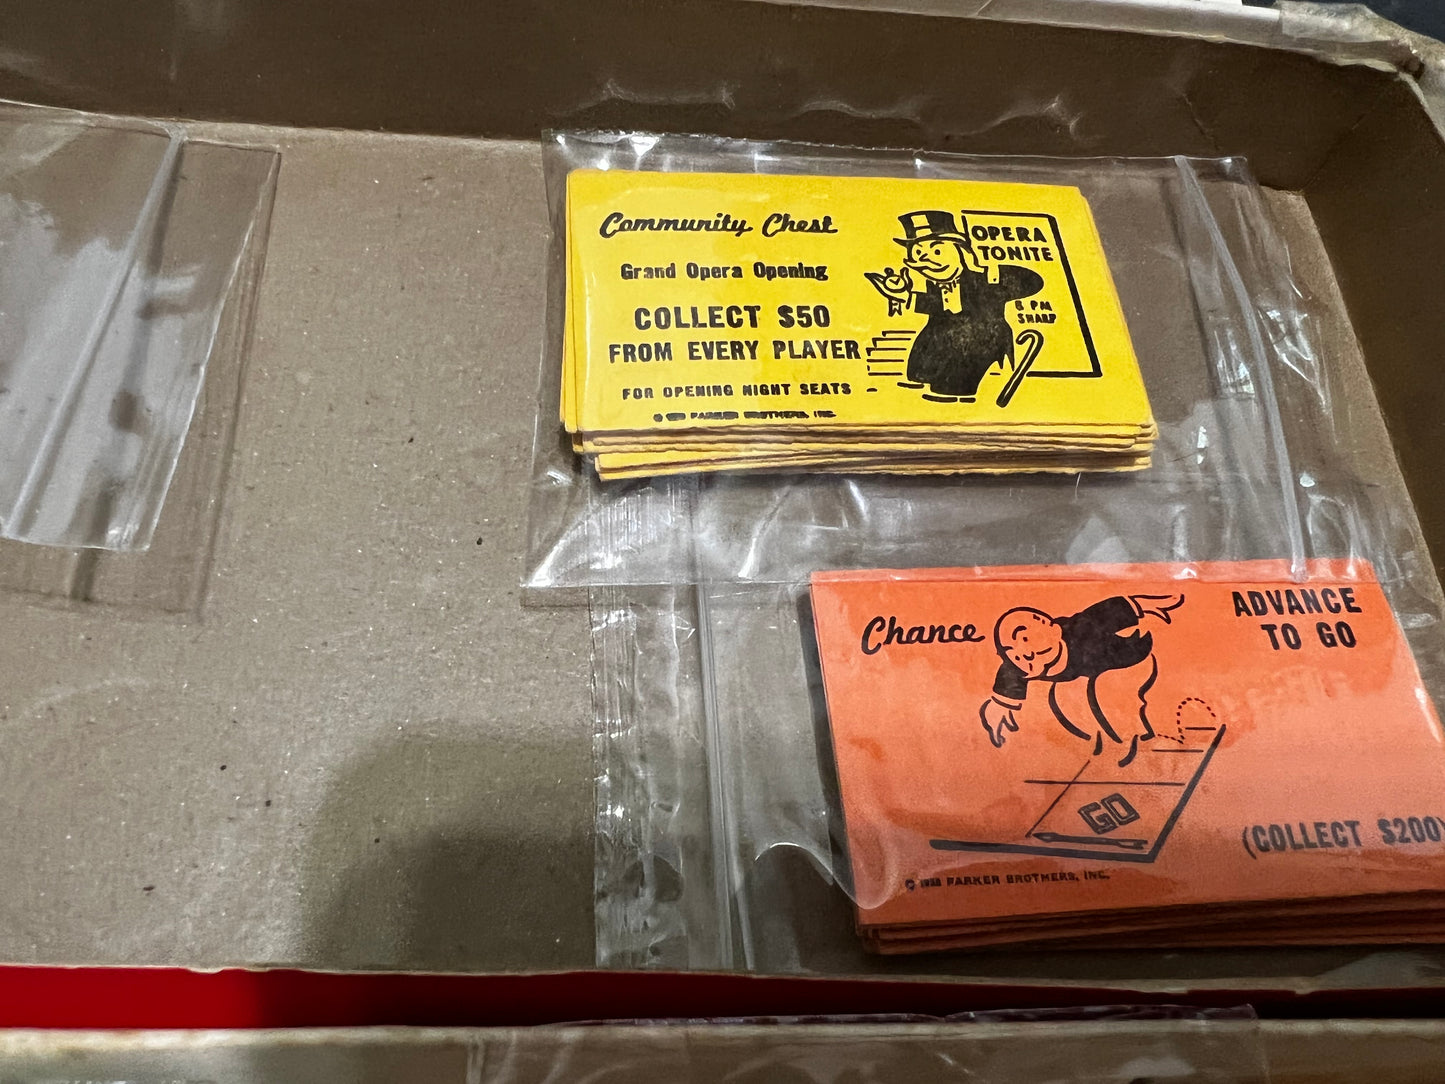 Community Chest
Grand Opera Opening
COLLECT $50
FROM EVERY PLAYER
FOR OPENING NIGHT SEATS
© PARKER BROTHERS, INC.
OPERA
TONITE
8 PM
SHARP
Chance
ADVANCE
TO GO
GO
(COLLECT $200)
© PARKER BROTHERS, INC.